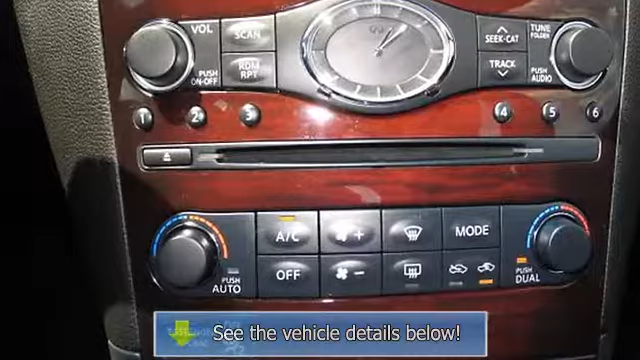 VOL
SCAN
SEEK·CAT
TUNE
FOLDER
PUSH
ON·OFF
RDM
RPT
TRACK
PUSH
AUDIO
1
2
3
4
5
6
A/C
+
MODE
PUSH
AUTO
OFF
−
PUSH
DUAL
See the vehicle details below!